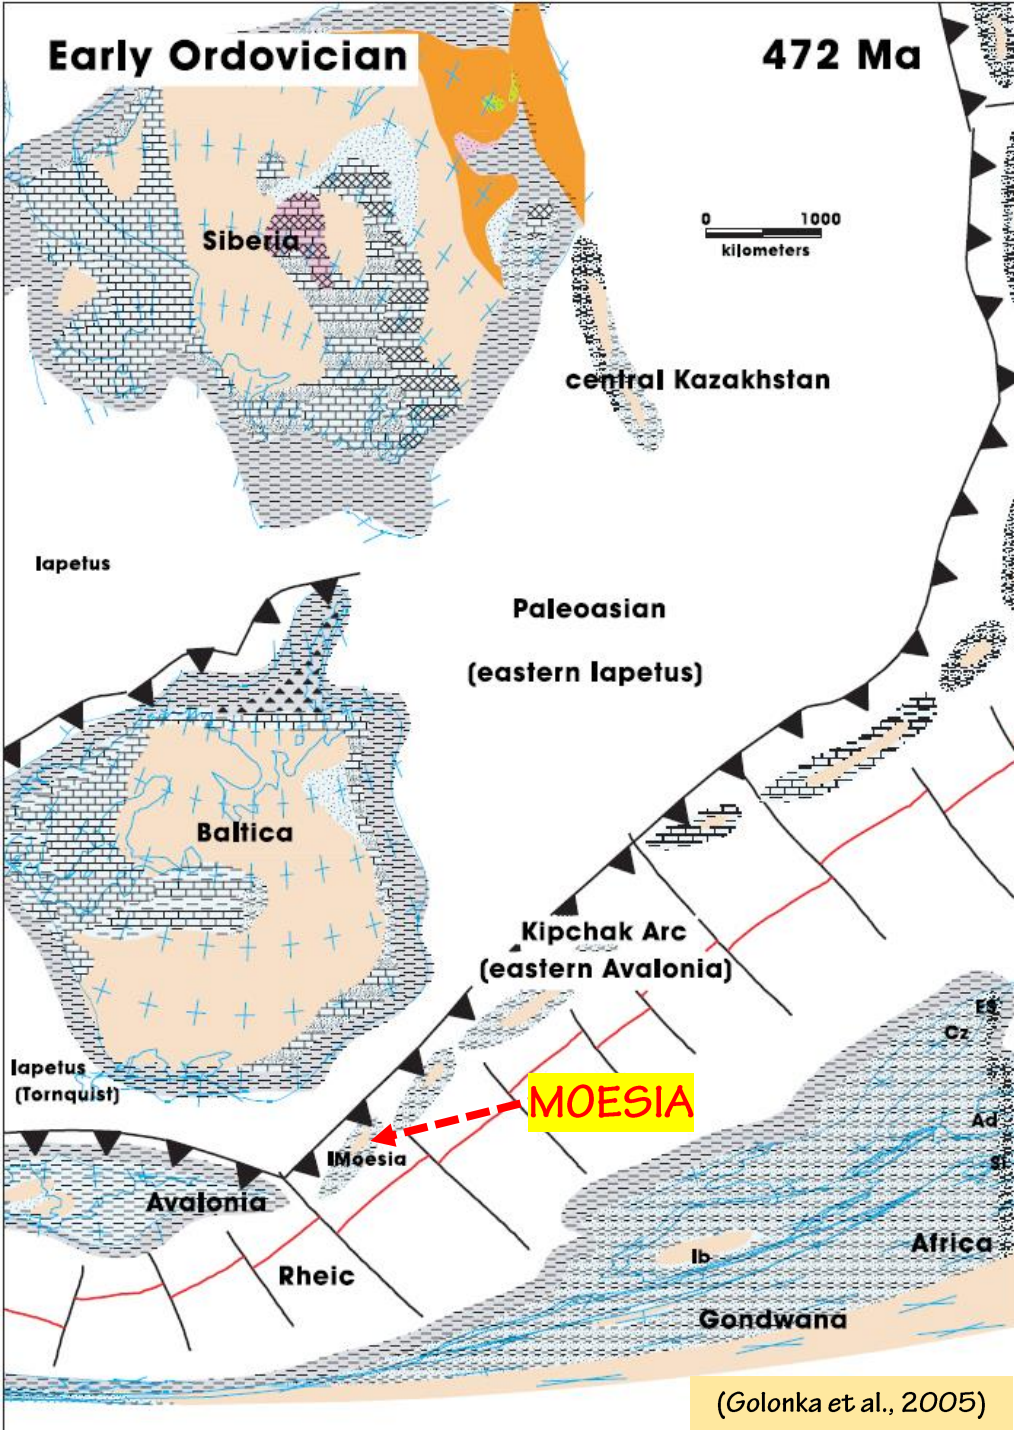 Early Ordovician
472 Ma
Siberia
0 1000
kilometers
central Kazakhstan
Iapetus
Paleoasian
(eastern Iapetus)
Baltica
Kipchak Arc
(eastern Avalonia)
ES
Cz
Iapetus
(Tornquist)
MOESIA
Ad
Moesia
SI
Avalonia
Ib
Africa
Rheic
Gondwana
(Golonka et al., 2005)